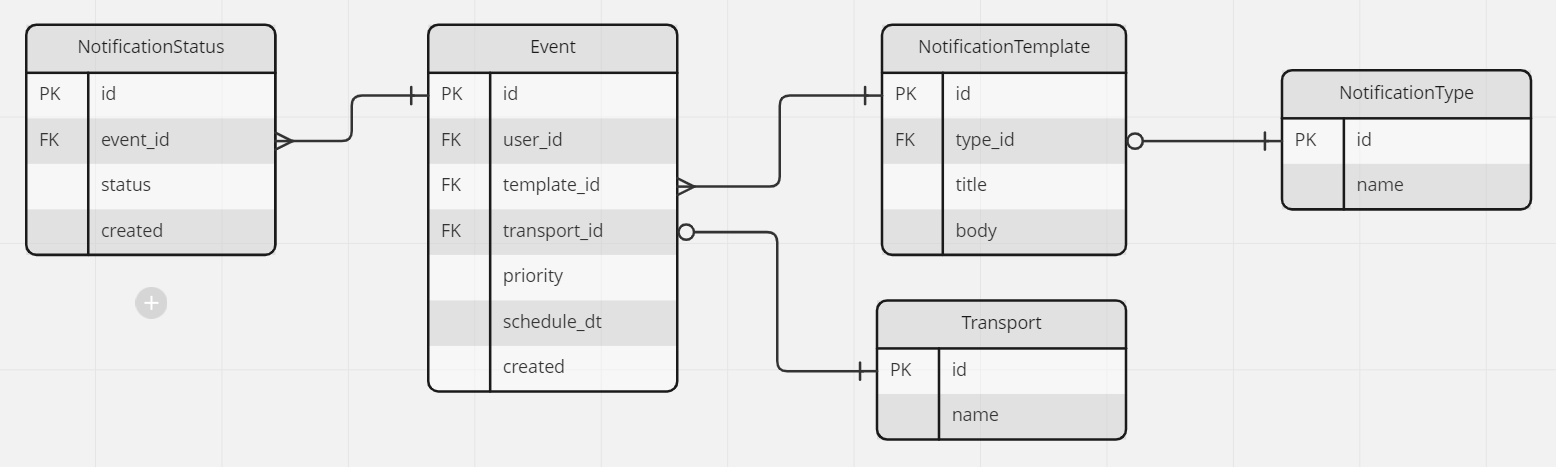 NotificationStatus
PK id
FK event_id
status
created
Event
PK id
FK user_id
FK template_id
FK transport_id
priority
schedule_dt
created
NotificationTemplate
PK id
FK type_id
title
body
NotificationType
PK id
name
Transport
PK id
name